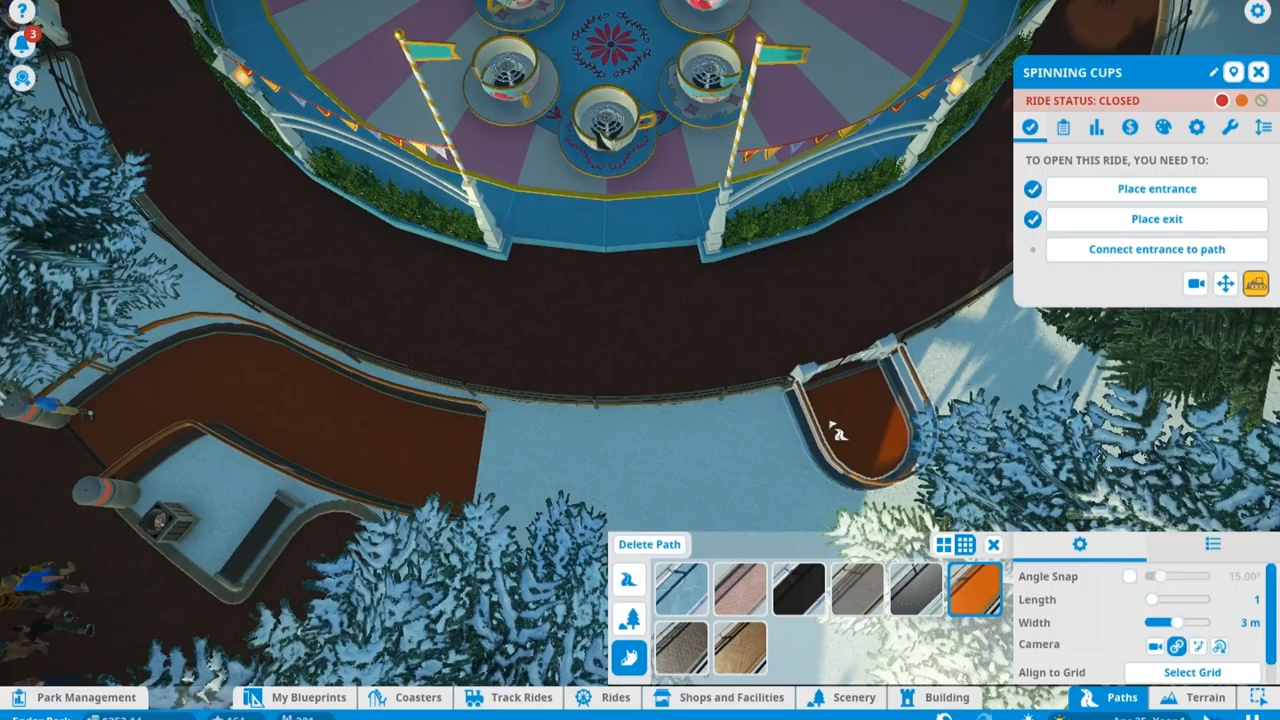 ?
3
SPINNING CUPS
RIDE STATUS: CLOSED
TO OPEN THIS RIDE, YOU NEED TO:
Place entrance
Place exit
Connect entrance to path
Delete Path
Angle Snap 15.00°
Length 1
Width 3 m
Camera
Align to Grid Select Grid
Park Management My Blueprints Coasters Track Rides Rides Shops and Facilities Scenery Building Paths Terrain